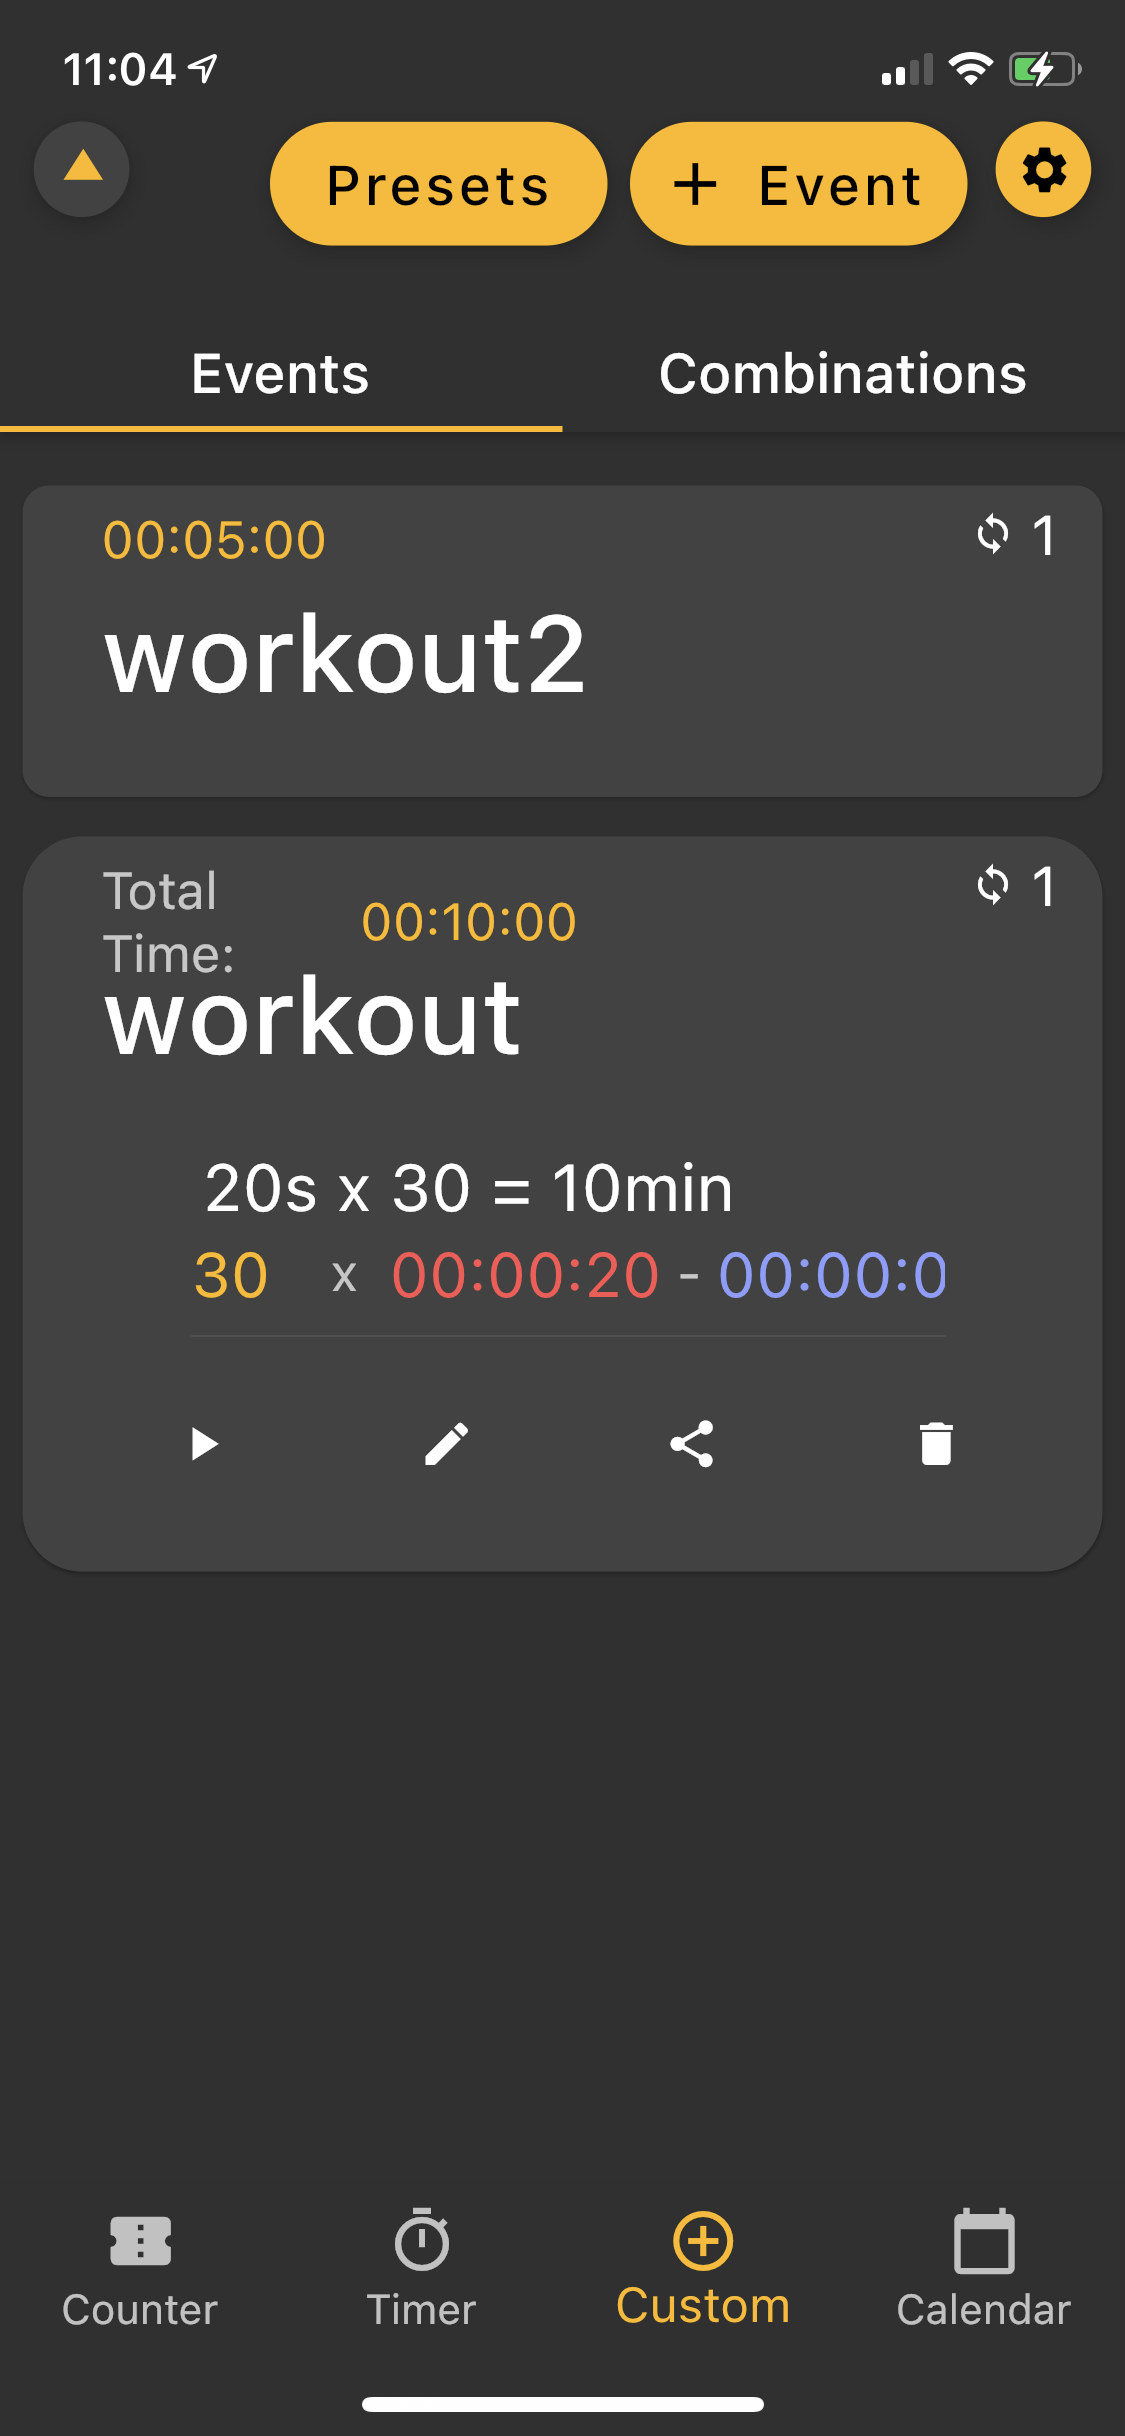 11:04
Presets
+ Event
Events
Combinations
00:05:00
1
workout2
Total
Time:
00:10:00
1
workout
20s x 30 = 10min
30 x 00:00:20 - 00:00:0
Counter
Timer
Custom
Calendar